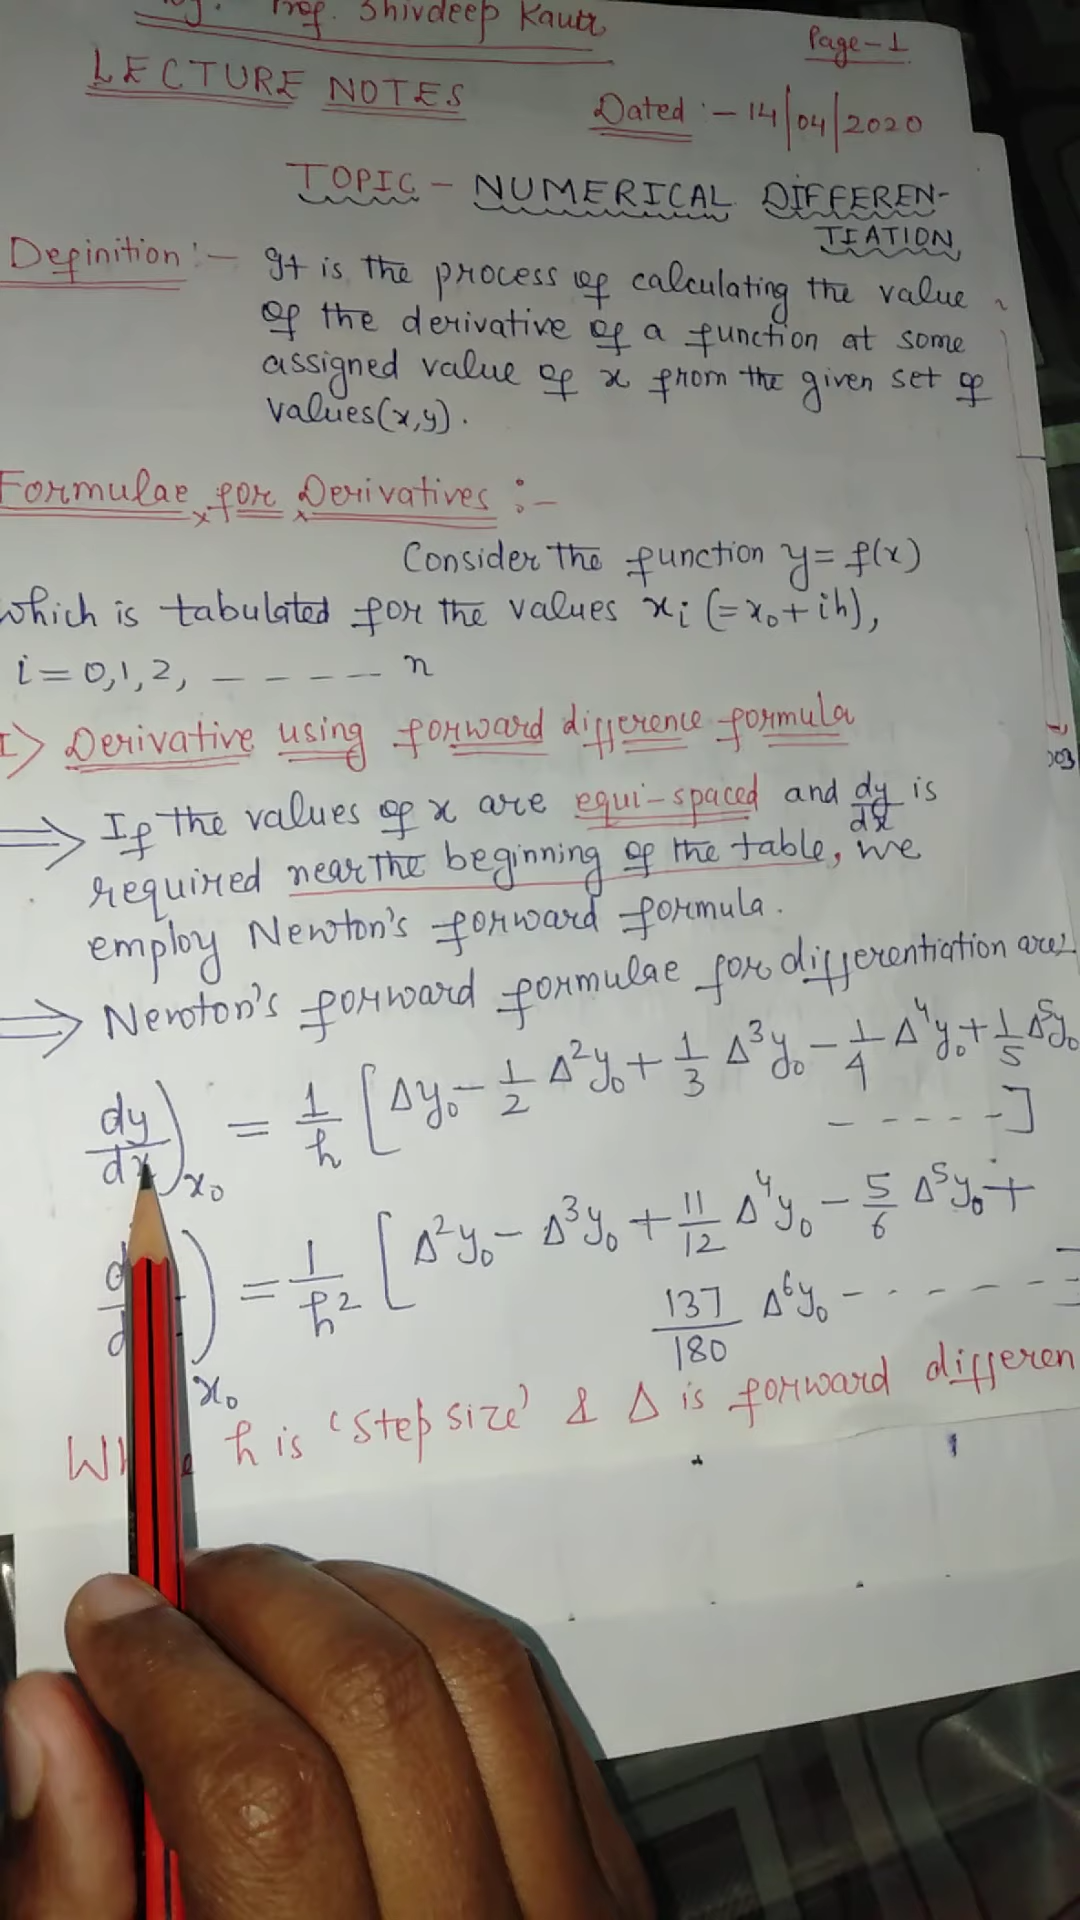 Prof. Shivdeep Kaur
Page-1
LECTURE NOTES
Dated :- 14/04/2020
TOPIC - NUMERICAL DIFFEREN-
TIATION
Definition :- It is the process of calculating the value
of the derivative of a function at some
assigned value of x from the given set of
values(x,y).
Formulae for Derivatives :-
Consider the function y = f(x)
which is tabulated for the values xᵢ (=x₀+ih),
i = 0,1,2, ----- n
I> Derivative using forward difference formula
⇒ If the values of x are equi-spaced and dy/dx is
required near the beginning of the table, we
employ Newton's forward formula.
⇒ Newton's forward formulae for differentiation are:-
dy/dx)x₀ = 1/h [Δy₀ - 1/2 Δ²y₀ + 1/3 Δ³y₀ - 1/4 Δ⁴y₀ + 1/5 Δ⁵y₀
-----]
)x₀ = 1/h² [Δ²y₀ - Δ³y₀ + 11/12 Δ⁴y₀ - 5/6 Δ⁵y₀ +
137/180 Δ⁶y₀ ------]
h is 'step size' & Δ is forward differen